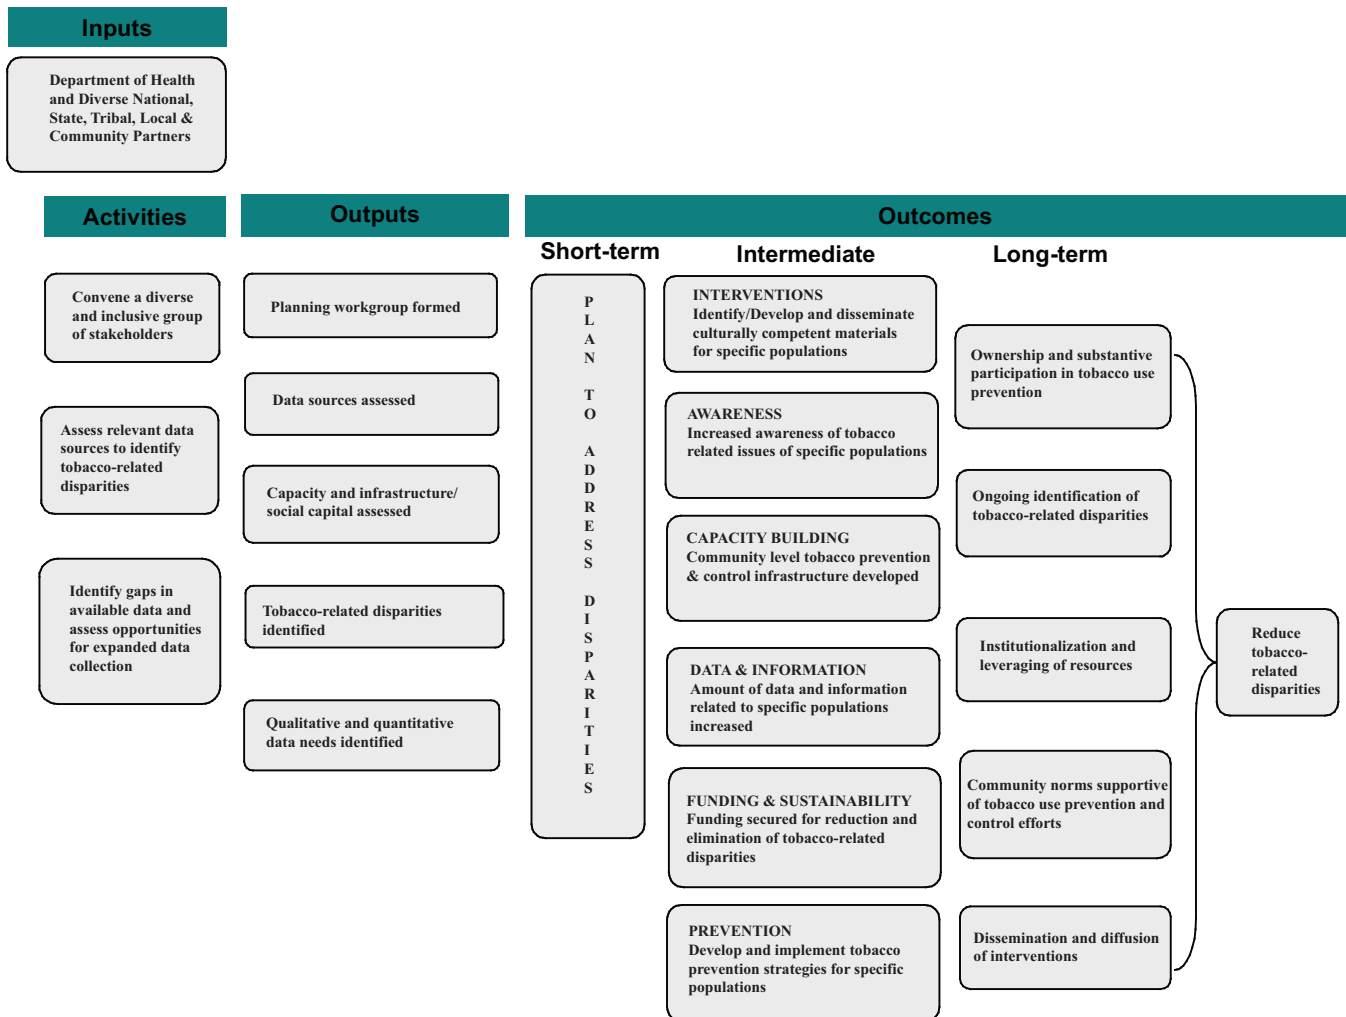 Inputs
Department of Health
and Diverse National,
State, Tribal, Local &
Community Partners
Activities
Convene a diverse
and inclusive group
of stakeholders
Assess relevant data
sources to identify
tobacco-related
disparities
Identify gaps in
available data and
assess opportunities
for expanded data
collection
Outputs
Planning workgroup formed
Data sources assessed
Capacity and infrastructure/
social capital assessed
Tobacco-related disparities
identified
Qualitative and quantitative
data needs identified
Outcomes
Short-term
PLAN TO ADDRESS DISPARITIES
Intermediate
INTERVENTIONS
Identify/Develop and disseminate
culturally competent materials
for specific populations
AWARENESS
Increased awareness of tobacco
related issues of specific populations
CAPACITY BUILDING
Community level tobacco prevention
& control infrastructure developed
DATA & INFORMATION
Amount of data and information
related to specific populations
increased
FUNDING & SUSTAINABILITY
Funding secured for reduction and
elimination of tobacco-related
disparities
PREVENTION
Develop and implement tobacco
prevention strategies for specific
populations
Long-term
Ownership and substantive
participation in tobacco use
prevention
Ongoing identification of
tobacco-related disparities
Institutionalization and
leveraging of resources
Community norms supportive
of tobacco use prevention and
control efforts
Dissemination and diffusion
of interventions
Reduce
tobacco-
related
disparities